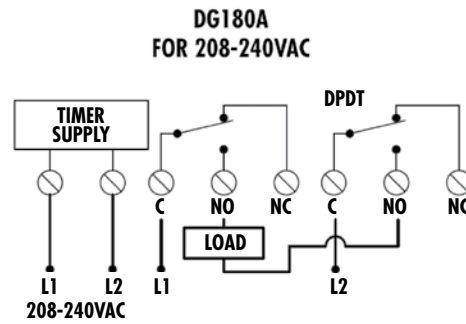 DG180A
FOR 208-240VAC
DPDT
TIMER
SUPPLY
C NO NC C NO NC
LOAD
L1 L2 L1 L2
208-240VAC